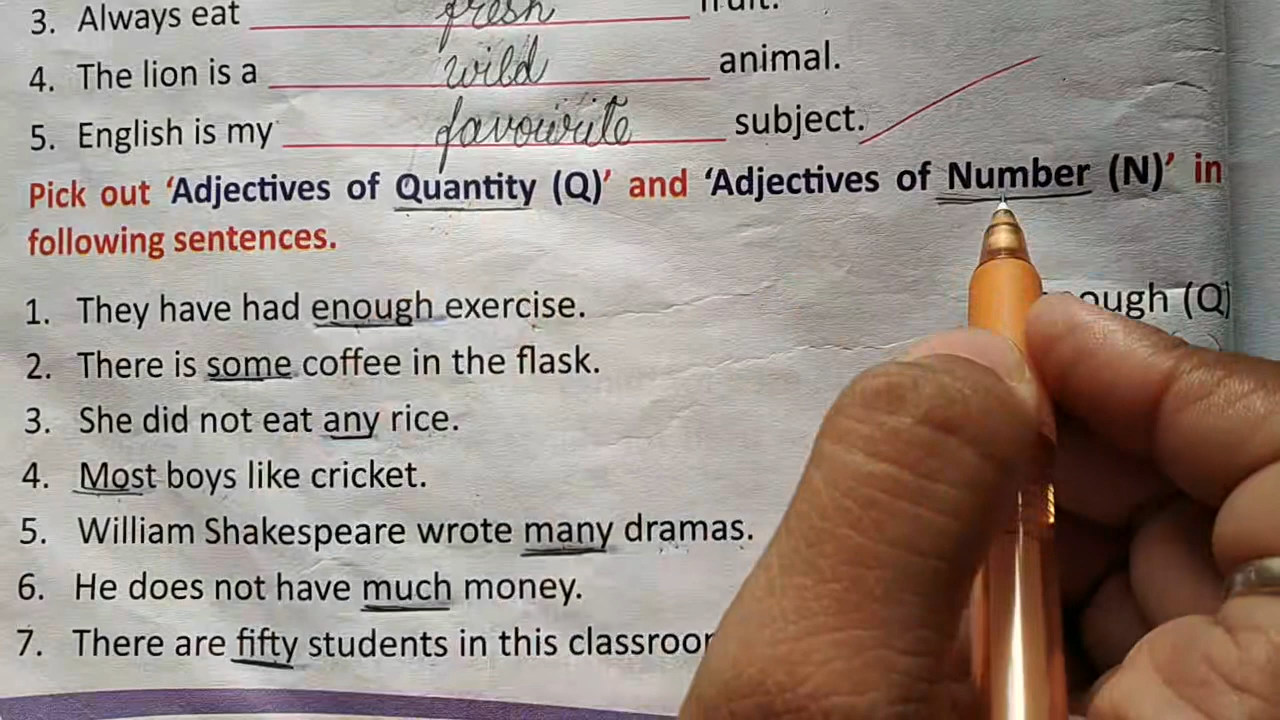 3. Always eat fresh fruit.
4. The lion is a wild animal.
5. English is my favouirite subject.
Pick out ‘Adjectives of Quantity (Q)’ and ‘Adjectives of Number (N)’ in
following sentences.
1. They have had enough exercise. enough (Q)
2. There is some coffee in the flask.
3. She did not eat any rice.
4. Most boys like cricket.
5. William Shakespeare wrote many dramas.
6. He does not have much money.
7. There are fifty students in this classroom